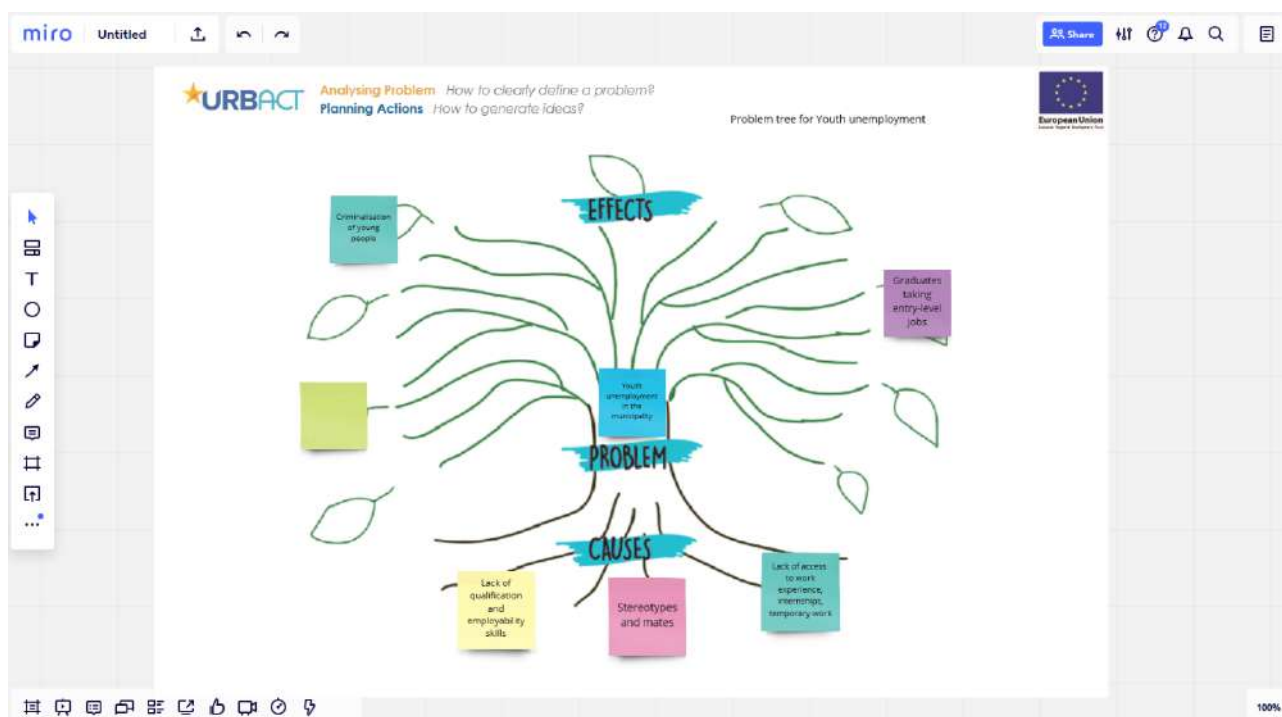 miro Untitled
Share
12
URBACT
Analysing Problem How to clearly define a problem?
Planning Actions How to generate ideas?
Problem tree for Youth unemployment
European Union
EFFECTS
Criminalisation
of young
people
Graduates
taking
entry-level
jobs
Youth
unemployment
in the
municipality
PROBLEM
CAUSES
Lack of
qualification
and
employability
skills
Stereotypes
and mates
Lack of access
to work
experience,
internships,
temporary work
100%